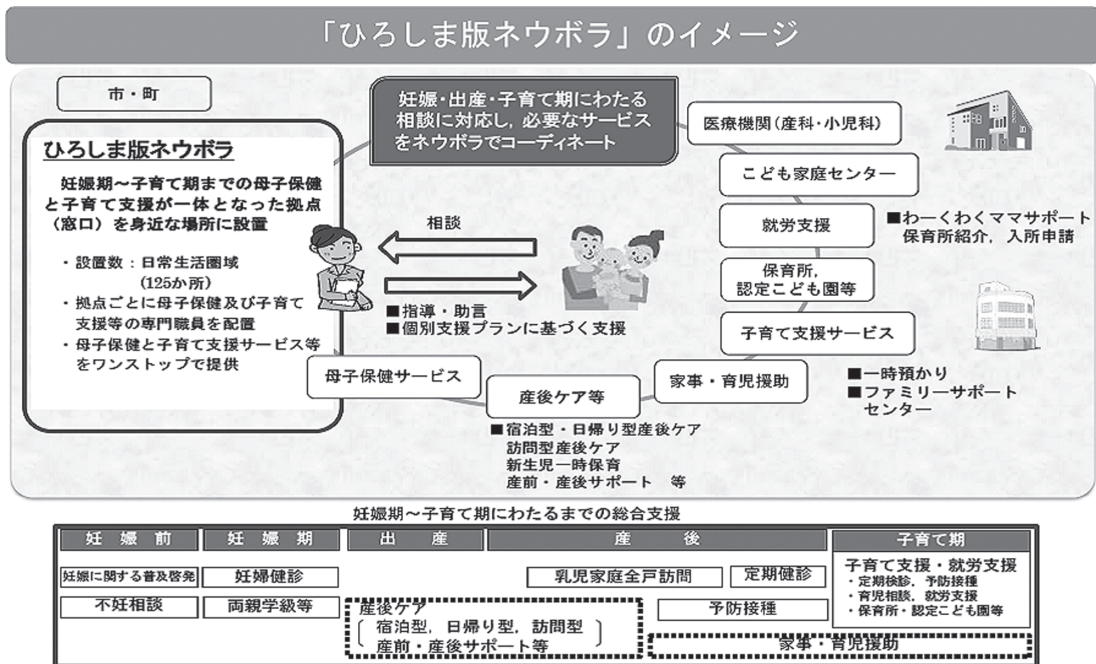 「ひろしま版ネウボラ」のイメージ
市・町
ひろしま版ネウボラ
妊娠期～子育て期までの母子保健
と子育て支援が一体となった拠点
（窓口）を身近な場所に設置
・設置数：日常生活圏域
(125か所)
・拠点ごとに母子保健及び子育て
支援等の専門職員を配置
・母子保健と子育て支援サービス等
をワンストップで提供
妊娠・出産・子育て期にわたる
相談に対応し，必要なサービス
をネウボラでコーディネート
相談
■指導・助言
■個別支援プランに基づく支援
医療機関（産科・小児科）
こども家庭センター
就労支援
■わーくわくママサポート
保育所紹介，入所申請
保育所，
認定こども園等
子育て支援サービス
■一時預かり
■ファミリーサポート
センター
家事・育児援助
産後ケア等
■宿泊型・日帰り型産後ケア
訪問型産後ケア
新生児一時保育
産前・産後サポート　等
母子保健サービス
妊娠期～子育て期にわたるまでの総合支援
妊娠前
妊娠期
出産
産後
子育て期
妊娠に関する普及啓発
妊婦健診
乳児家庭全戸訪問
定期健診
不妊相談
両親学級等
産後ケア
宿泊型，日帰り型，訪問型
産前・産後サポート等
予防接種
子育て支援・就労支援
・定期検診，予防接種
・育児相談，就労支援
・保育所・認定こども園等
家事・育児援助